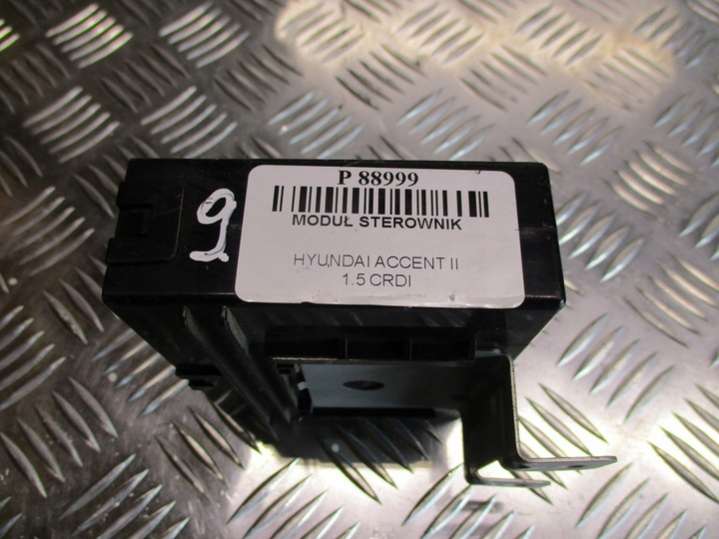 P 88999
MODUŁ STEROWNIK
HYUNDAI ACCENT II
1.5 CRDI
9